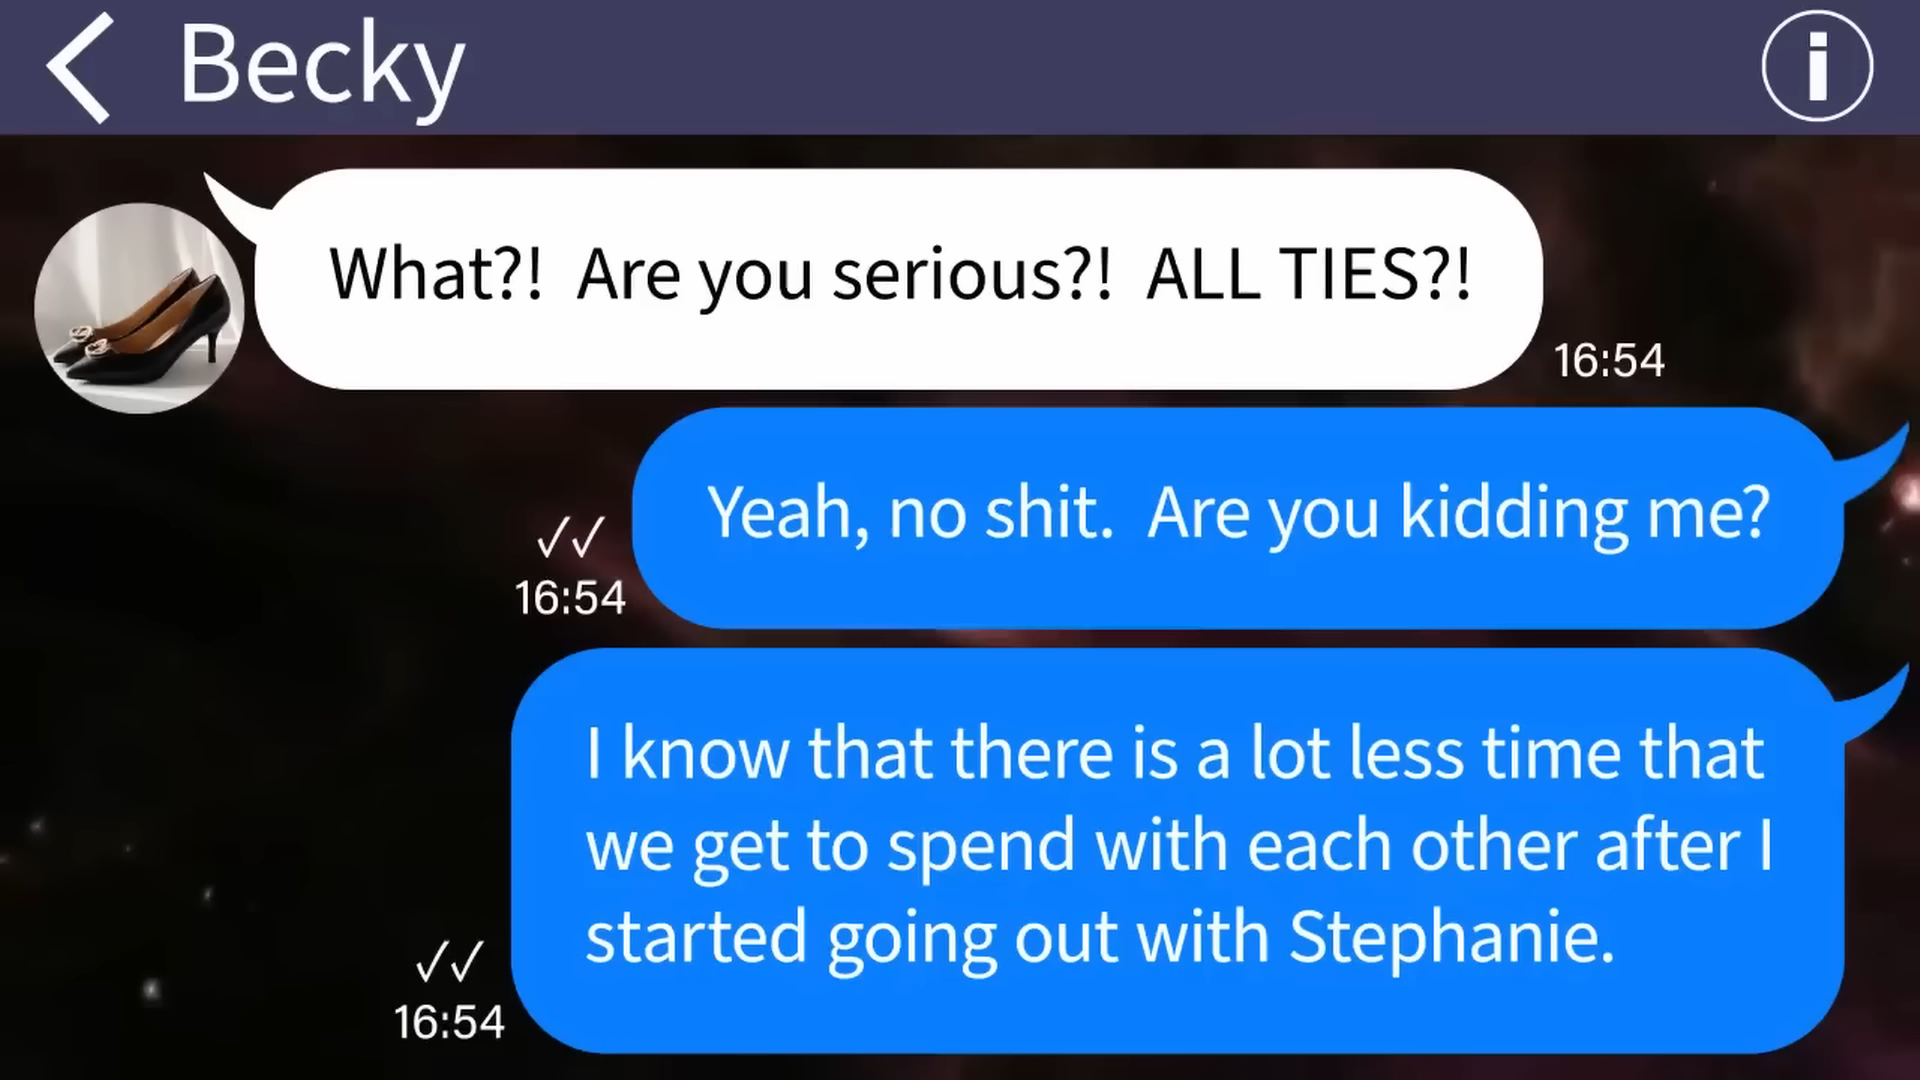 Becky
What?!  Are you serious?!  ALL TIES?!
16:54
Yeah, no shit.  Are you kidding me?
16:54
I know that there is a lot less time that
we get to spend with each other after I
started going out with Stephanie.
16:54